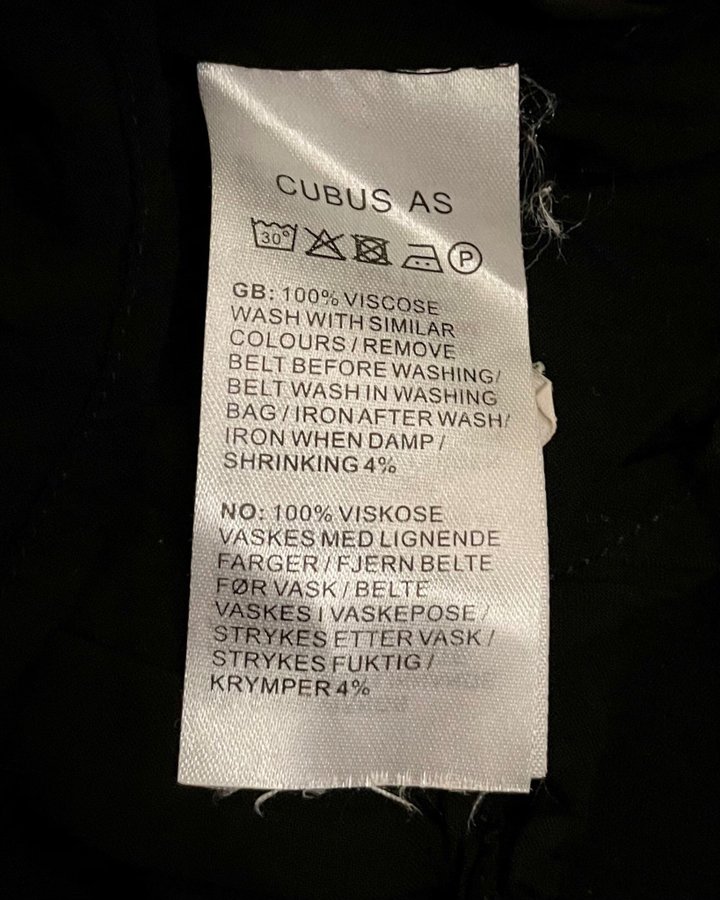 CUBUS AS
30° P
GB: 100% VISCOSE
WASH WITH SIMILAR
COLOURS / REMOVE
BELT BEFORE WASHING/
BELT WASH IN WASHING
BAG / IRON AFTER WASH/
IRON WHEN DAMP /
SHRINKING 4%
NO: 100% VISKOSE
VASKES MED LIGNENDE
FARGER / FJERN BELTE
FØR VASK / BELTE
VASKES I VASKEPOSE /
STRYKES ETTER VASK /
STRYKES FUKTIG /
KRYMPER 4%